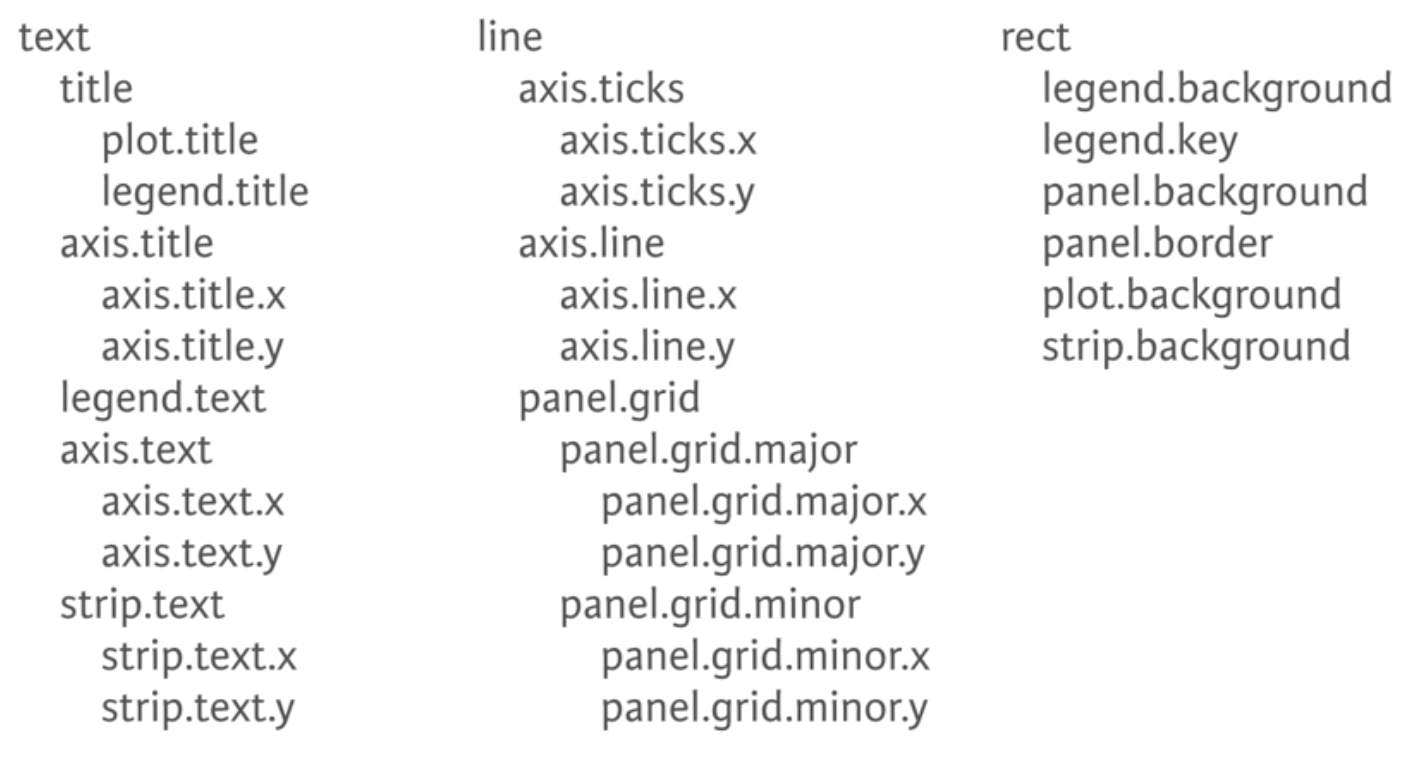 text
title
plot.title
legend.title
axis.title
axis.title.x
axis.title.y
legend.text
axis.text
axis.text.x
axis.text.y
strip.text
strip.text.x
strip.text.y
line
axis.ticks
axis.ticks.x
axis.ticks.y
axis.line
axis.line.x
axis.line.y
panel.grid
panel.grid.major
panel.grid.major.x
panel.grid.major.y
panel.grid.minor
panel.grid.minor.x
panel.grid.minor.y
rect
legend.background
legend.key
panel.background
panel.border
plot.background
strip.background